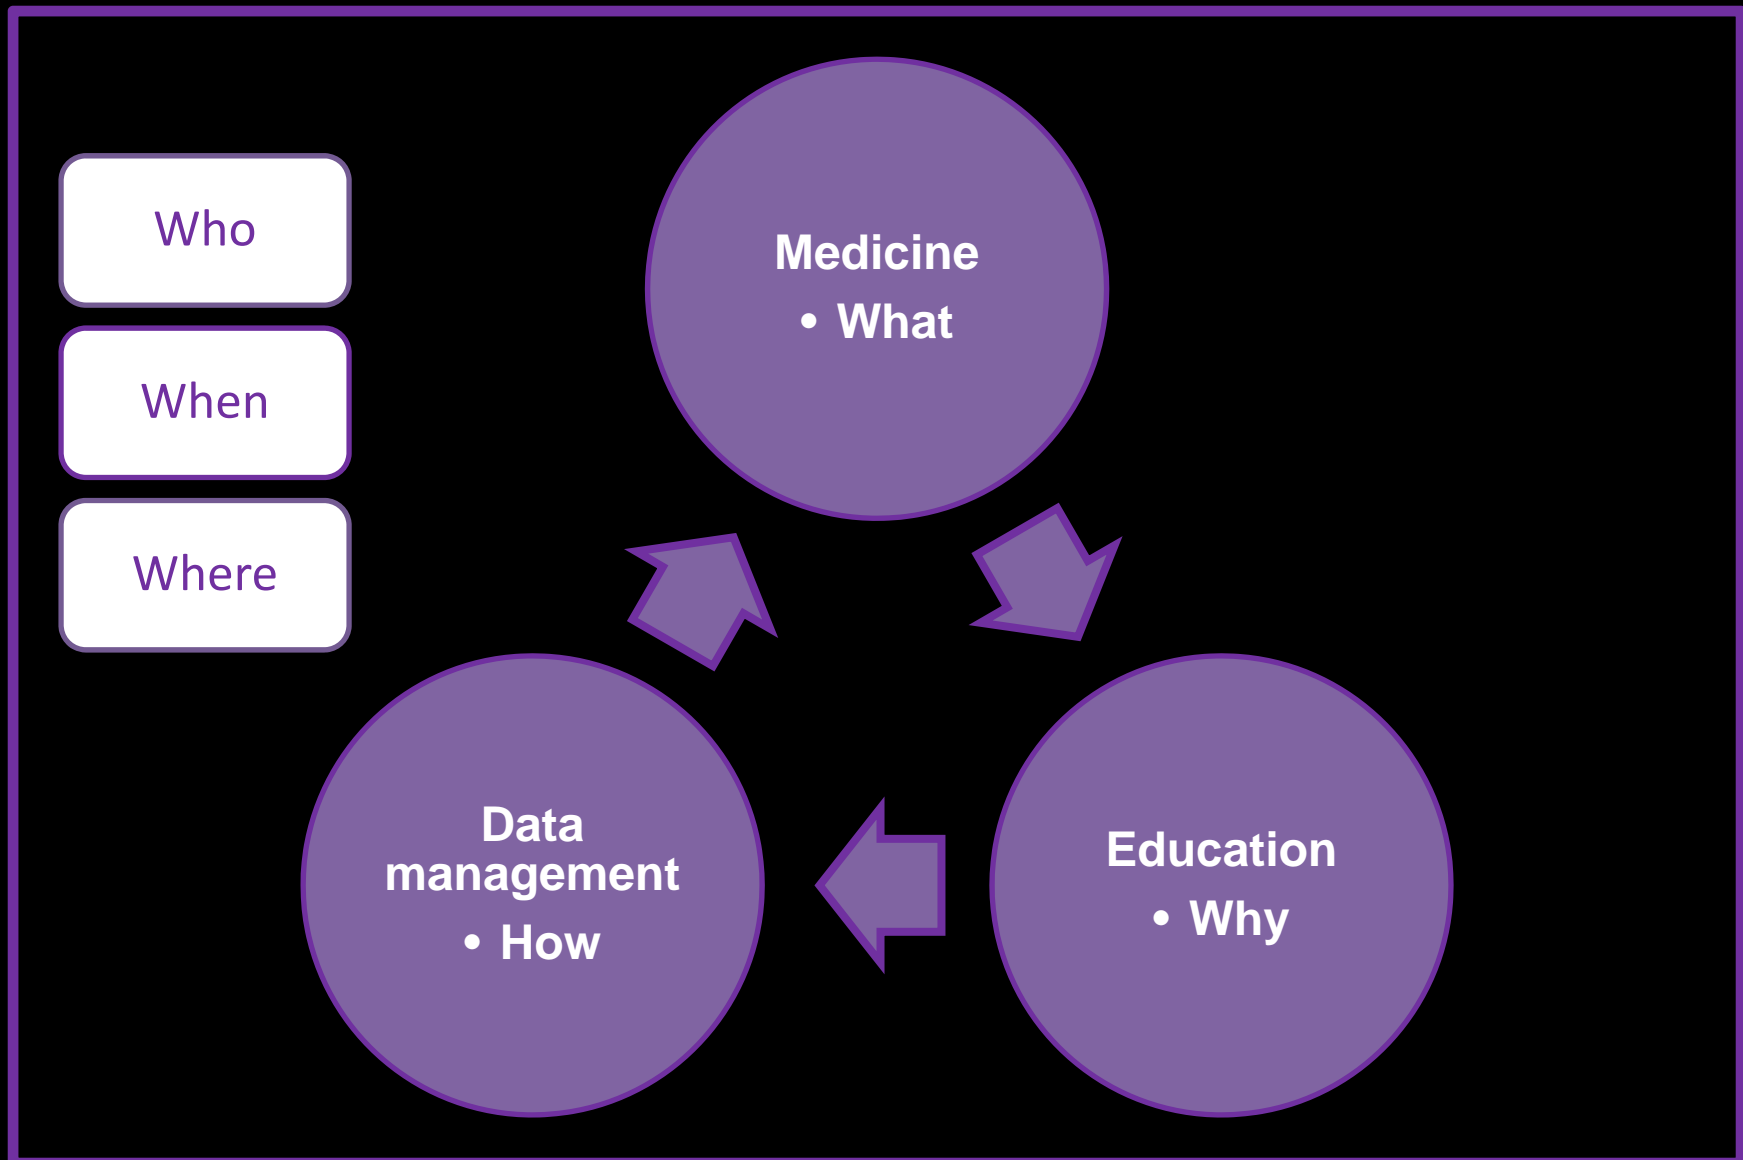 Who
When
Where
Medicine
• What
Education
• Why
Data
management
• How